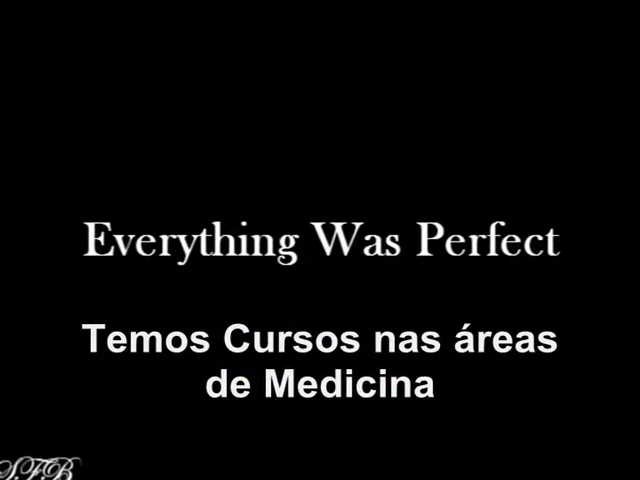 Everything Was Perfect
Temos Cursos nas áreas
de Medicina
S.F.B